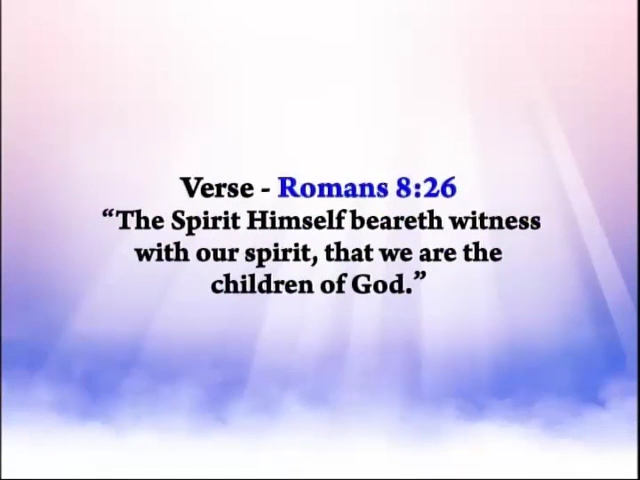 Verse - Romans 8:26
“The Spirit Himself beareth witness
with our spirit, that we are the
children of God.”